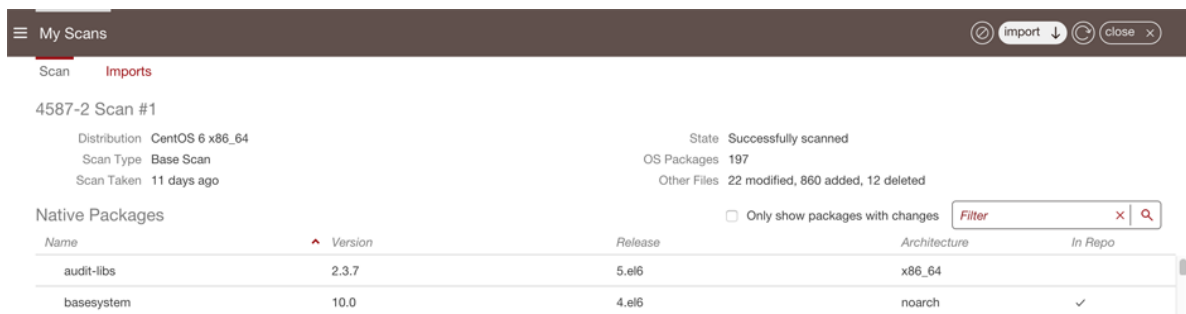 My Scans import close
Scan Imports
4587-2 Scan #1
Distribution CentOS 6 x86_64 State Successfully scanned
Scan Type Base Scan OS Packages 197
Scan Taken 11 days ago Other Files 22 modified, 860 added, 12 deleted
Native Packages Only show packages with changes Filter
Name Version Release Architecture In Repo
audit-libs 2.3.7 5.el6 x86_64
basesystem 10.0 4.el6 noarch